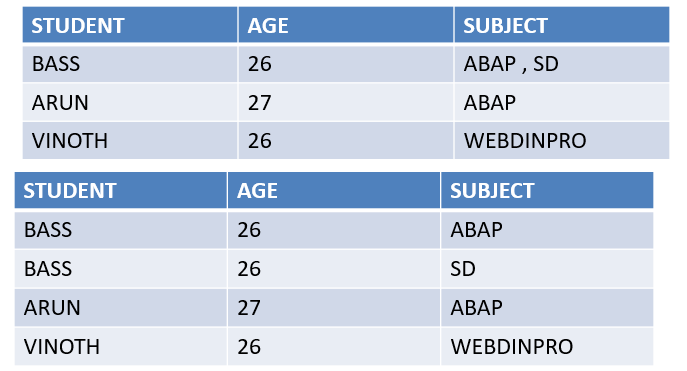 STUDENT AGE SUBJECT
BASS 26 ABAP , SD
ARUN 27 ABAP
VINOTH 26 WEBDINPRO
STUDENT AGE SUBJECT
BASS 26 ABAP
BASS 26 SD
ARUN 27 ABAP
VINOTH 26 WEBDINPRO